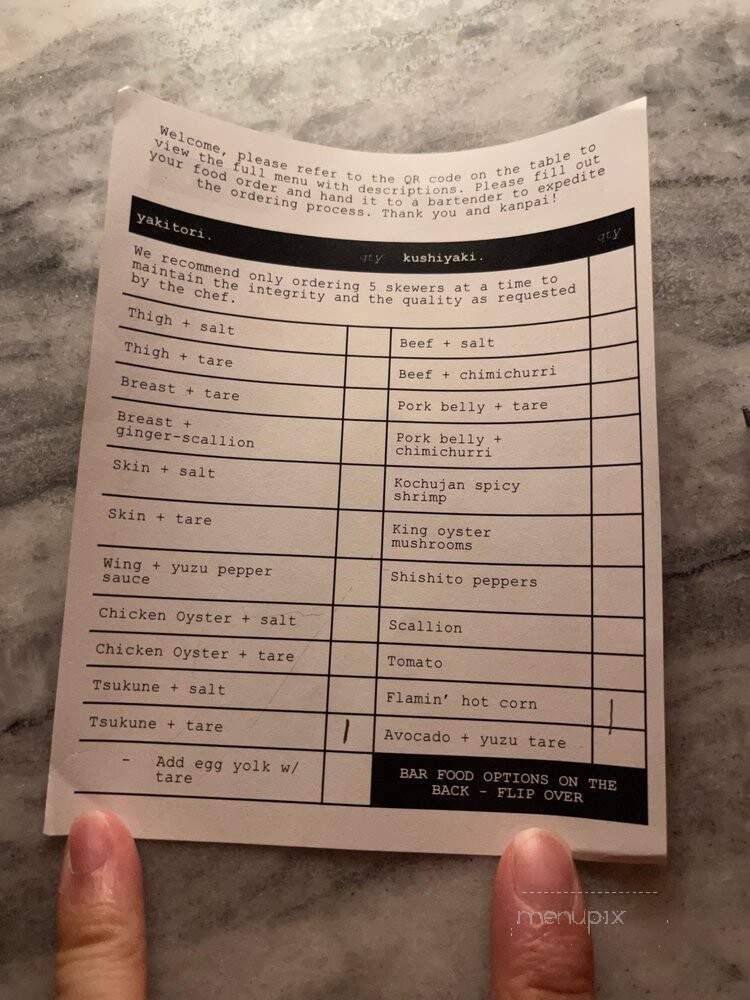 Welcome, please refer to the QR code on the table to
view the full menu with descriptions. Please fill out
your food order and hand it to a bartender to expedite
the ordering process. Thank you and kanpai!
yakitori.
qty
kushiyaki.
qty
We recommend only ordering 5 skewers at a time to
maintain the integrity and the quality as requested
by the chef.
Thigh + salt
Thigh + tare
Breast + tare
Breast +
ginger-scallion
Skin + salt
Skin + tare
Wing + yuzu pepper
sauce
Chicken Oyster + salt
Chicken Oyster + tare
Tsukune + salt
Tsukune + tare
1
- Add egg yolk w/
tare
Beef + salt
Beef + chimichurri
Pork belly + tare
Pork belly +
chimichurri
Kochujan spicy
shrimp
King oyster
mushrooms
Shishito peppers
Scallion
Tomato
Flamin' hot corn
1
Avocado + yuzu tare
BAR FOOD OPTIONS ON THE
BACK - FLIP OVER
menupix